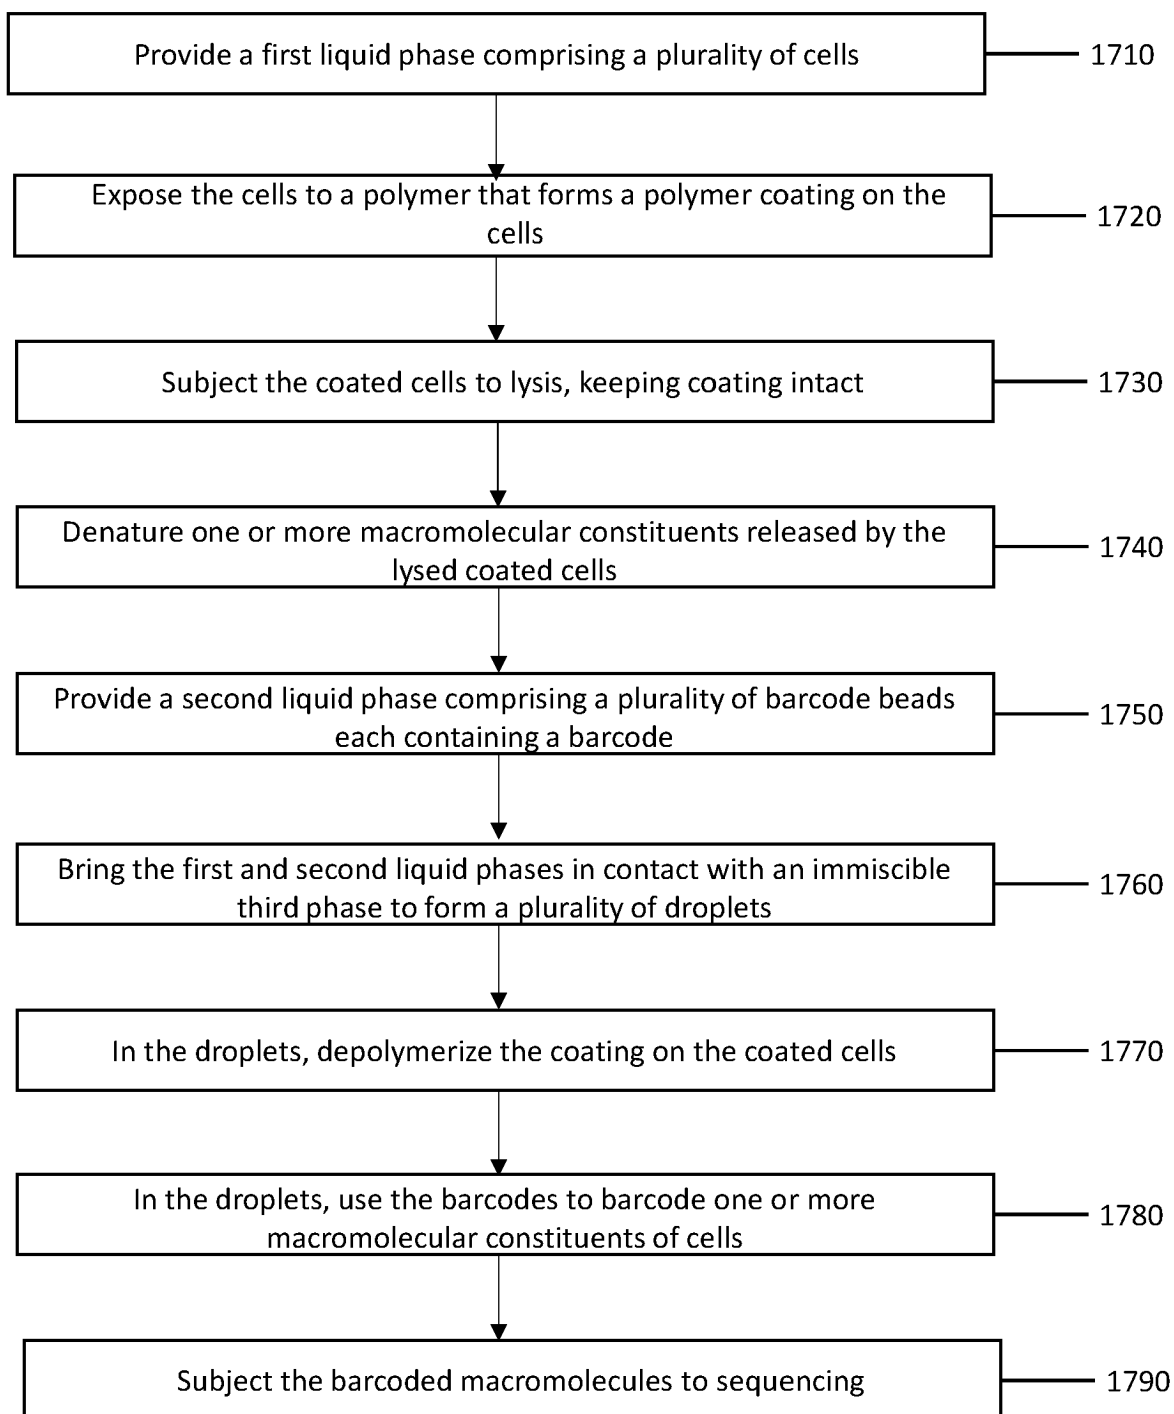 Provide a first liquid phase comprising a plurality of cells
1710
Expose the cells to a polymer that forms a polymer coating on the
cells
1720
Subject the coated cells to lysis, keeping coating intact
1730
Denature one or more macromolecular constituents released by the
lysed coated cells
1740
Provide a second liquid phase comprising a plurality of barcode beads
each containing a barcode
1750
Bring the first and second liquid phases in contact with an immiscible
third phase to form a plurality of droplets
1760
In the droplets, depolymerize the coating on the coated cells
1770
In the droplets, use the barcodes to barcode one or more
macromolecular constituents of cells
1780
Subject the barcoded macromolecules to sequencing
1790